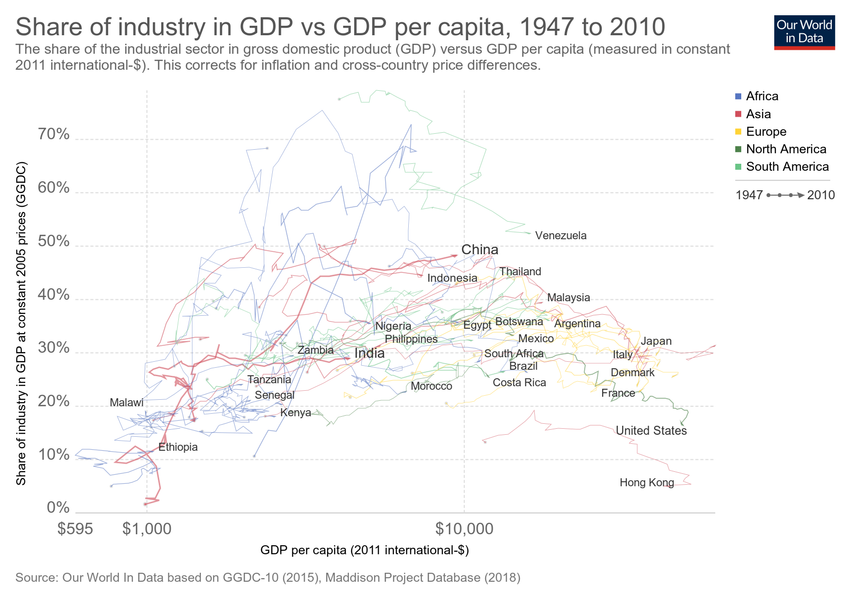 Share of industry in GDP vs GDP per capita, 1947 to 2010
The share of the industrial sector in gross domestic product (GDP) versus GDP per capita (measured in constant
2011 international-$). This corrects for inflation and cross-country price differences.
Our World
in Data
Africa
Asia
Europe
North America
South America
1947 2010
Share of industry in GDP at constant 2005 prices (GGDC)
70%
60%
50%
40%
30%
20%
10%
0%
Venezuela
China
Indonesia
Thailand
Malaysia
Nigeria
Egypt
Botswana
Argentina
Philippines
Mexico
Japan
Zambia
India
South Africa
Italy
Brazil
Denmark
Tanzania
Morocco
Costa Rica
Senegal
France
Malawi
Kenya
United States
Ethiopia
Hong Kong
$595
$1,000
$10,000
GDP per capita (2011 international-$)
Source: Our World In Data based on GGDC-10 (2015), Maddison Project Database (2018)